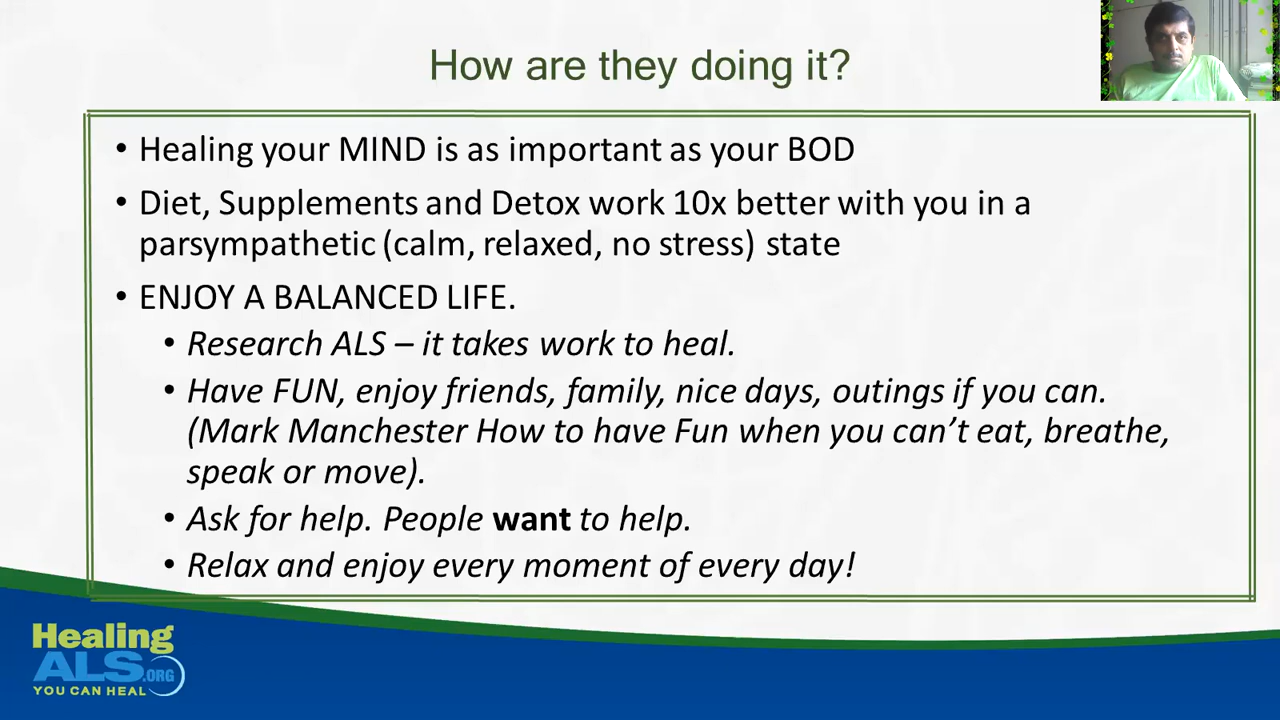 How are they doing it?
• Healing your MIND is as important as your BOD
• Diet, Supplements and Detox work 10x better with you in a
parsympathetic (calm, relaxed, no stress) state
• ENJOY A BALANCED LIFE.
• Research ALS – it takes work to heal.
• Have FUN, enjoy friends, family, nice days, outings if you can.
(Mark Manchester How to have Fun when you can't eat, breathe,
speak or move).
• Ask for help. People want to help.
• Relax and enjoy every moment of every day!
Healing
ALS.ORG
YOU CAN HEAL